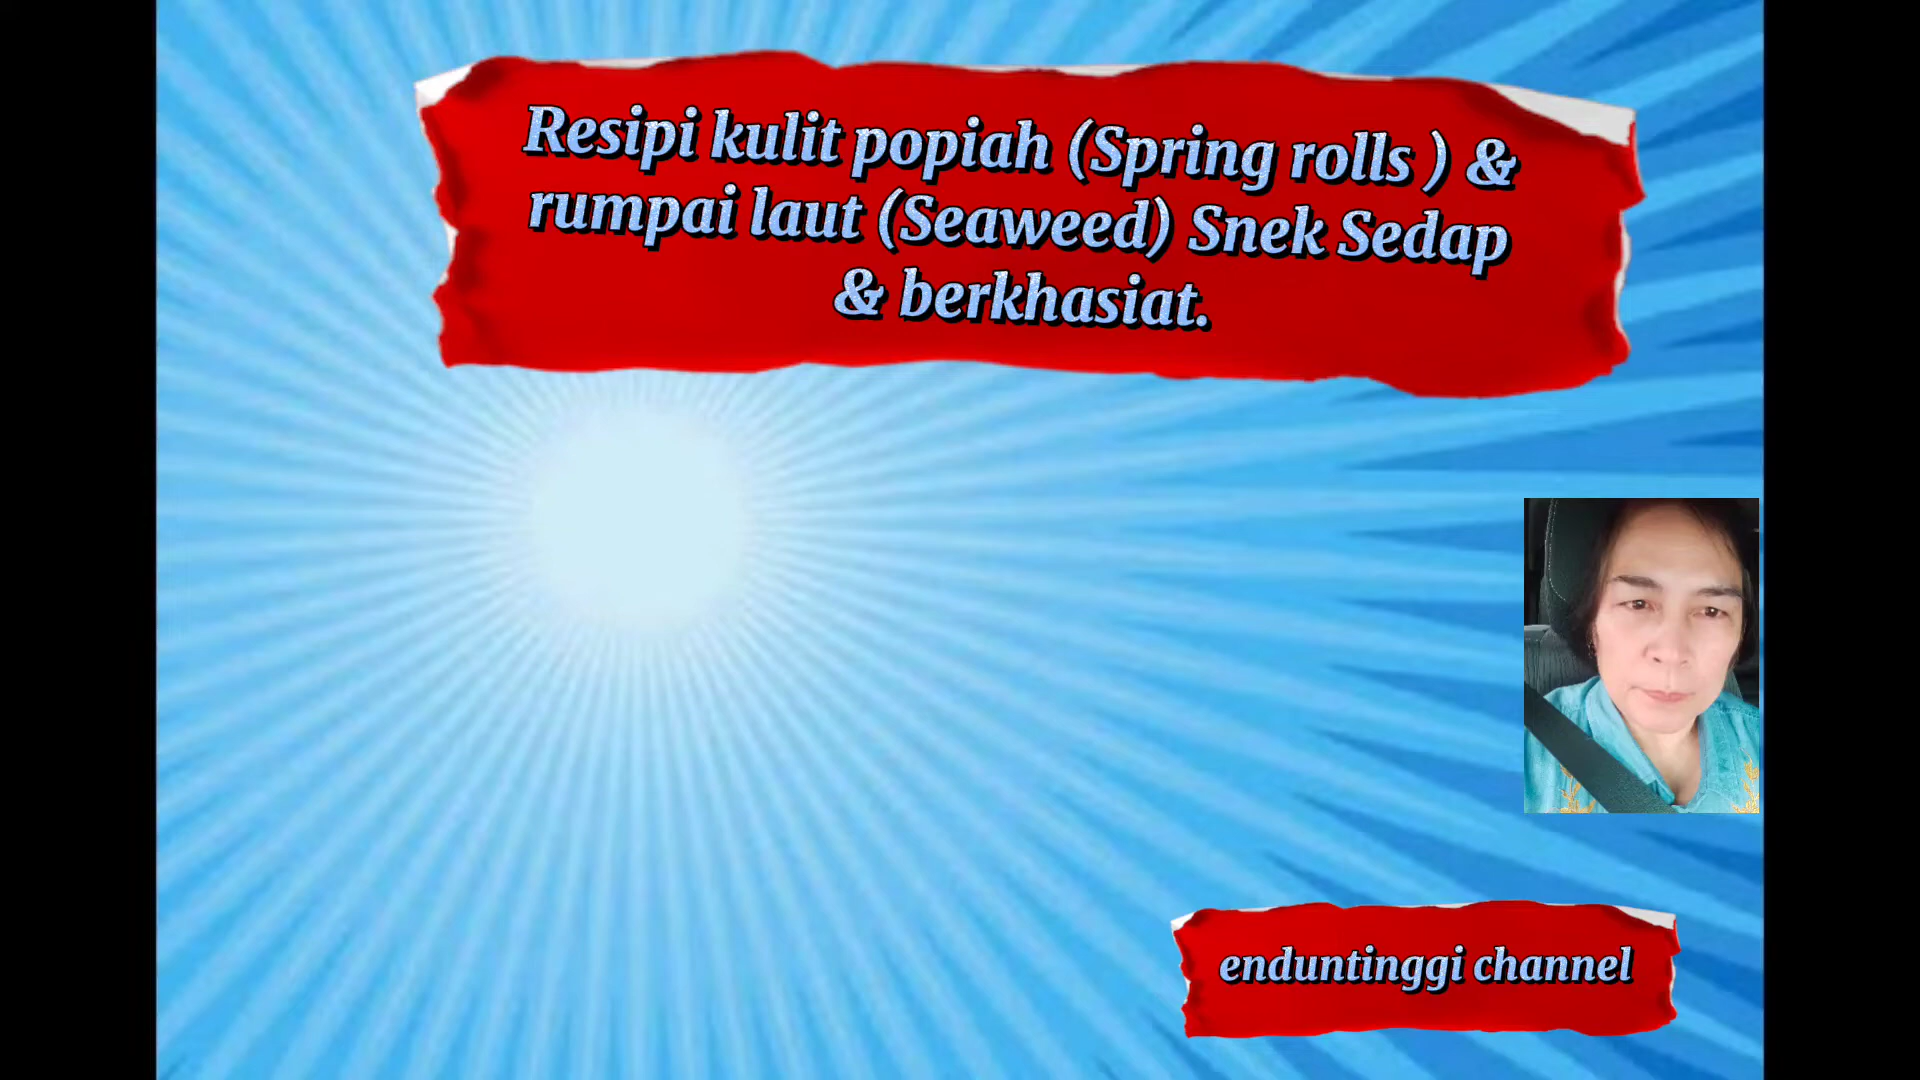 Resipi kulit popiah (Spring rolls ) &
rumpai laut (Seaweed) Snek Sedap
& berkhasiat.
enduntinggi channel